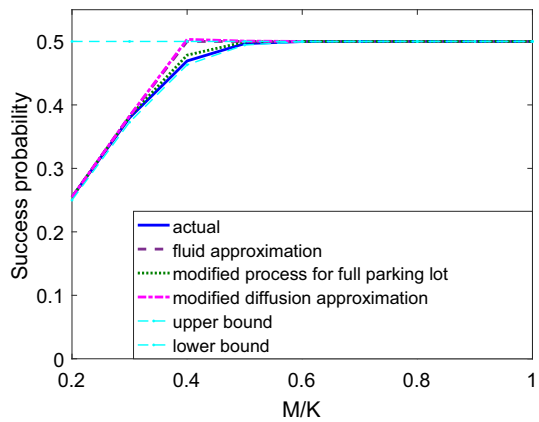 0.5
0.4
0.3
0.2
0.1
0
Success probability
actual
fluid approximation
modified process for full parking lot
modified diffusion approximation
upper bound
lower bound
0.2 0.4 0.6 0.8 1
M/K